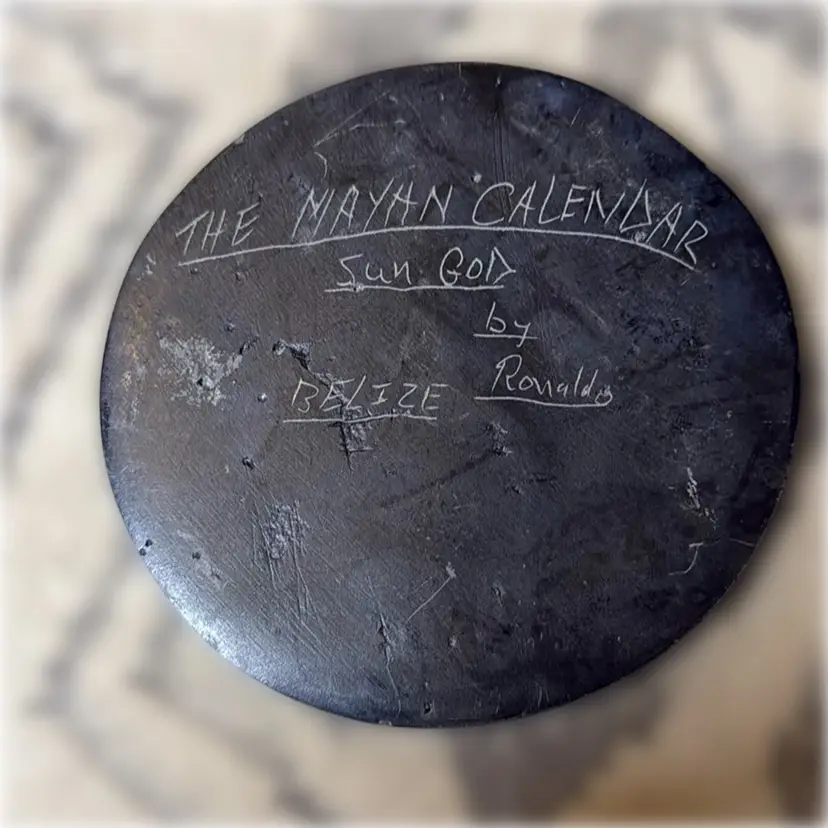 THE MAYAN CALENDAR
Sun GOD
by
Ronaldo
BELIZE